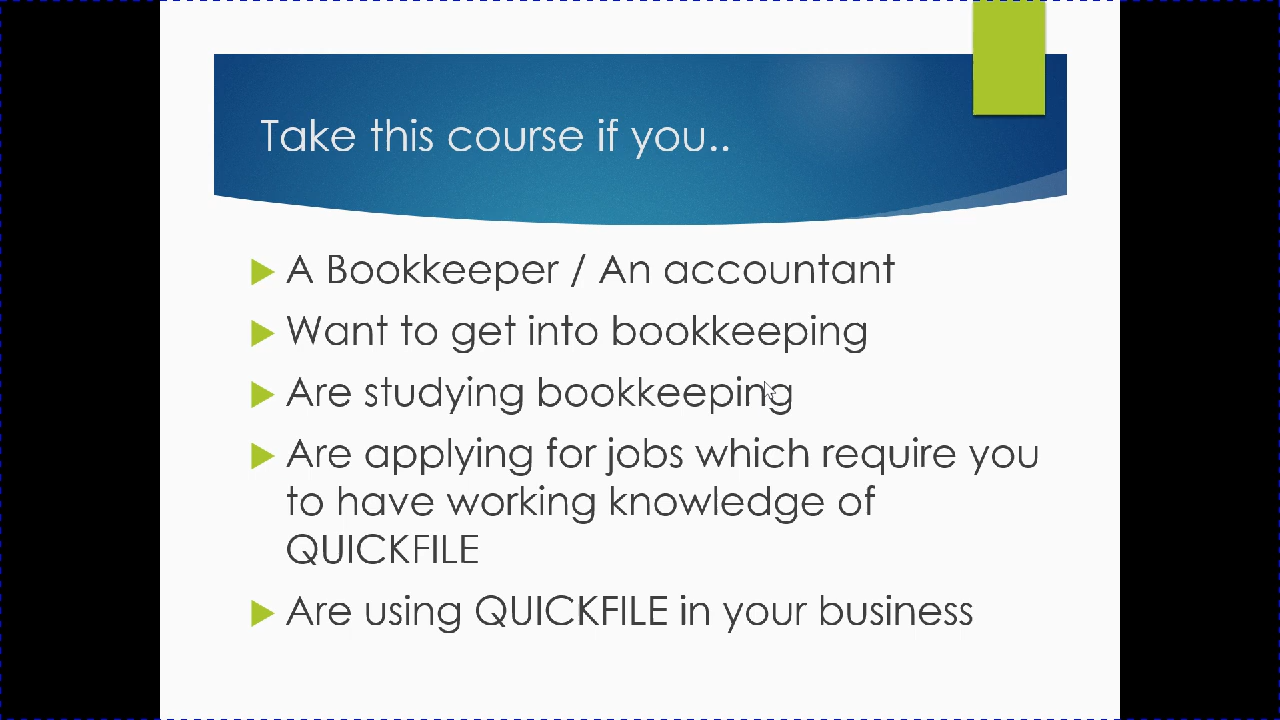 Take this course if you..
A Bookkeeper / An accountant
Want to get into bookkeeping
Are studying bookkeeping
Are applying for jobs which require you
to have working knowledge of
QUICKFILE
Are using QUICKFILE in your business